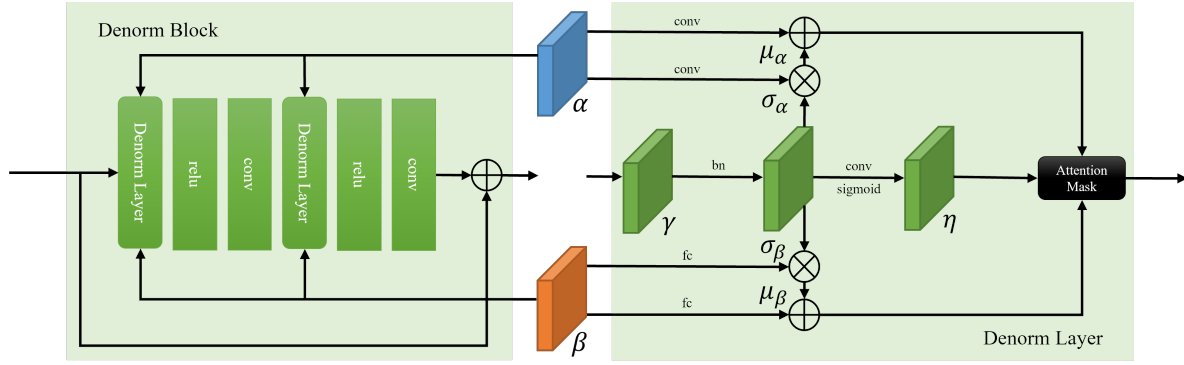 Denorm Block
Denorm Layer
relu
conv
Denorm Layer
relu
conv
α
β
conv
μα
conv
σα
γ
bn
conv
sigmoid
η
Attention
Mask
σβ
fc
μβ
fc
Denorm Layer